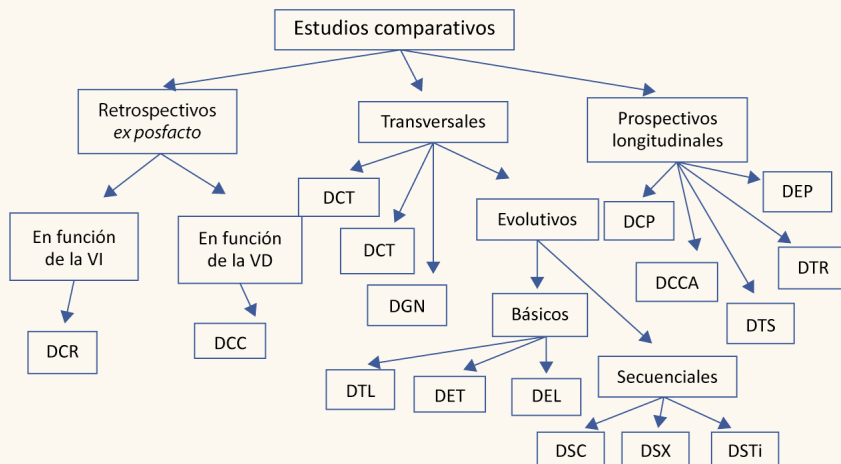 Estudios comparativos
Retrospectivos
ex posfacto
Transversales
Prospectivos
longitudinales
En función
de la VI
En función
de la VD
DCR
DCC
DCT
DCT
DGN
Evolutivos
DCP
DCCA
DTS
DTR
DEP
Básicos
Secuenciales
DTL
DET
DEL
DSC
DSX
DSTi